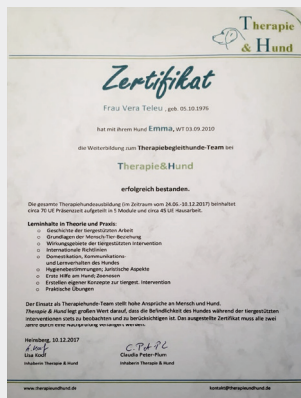 Therapie
& Hund
Zertifikat
Frau Vera Teleu , geb. 05.10.1976
hat mit ihrem Hund Emma, WT 03.09.2010
die Weiterbildung zum Therapiebegleithunde-Team bei
Therapie&Hund
erfolgreich bestanden.
Die gesamte Therapiehundeausbildung (im Zeitraum vom 24.06.-10.12.2017) beinhaltet
circa 70 UE Präsenzzeit aufgeteilt in 5 Module und circa 45 UE Hausarbeit.
Lerninhalte in Theorie und Praxis:
Geschichte der tiergestützten Arbeit
Grundlagen der Mensch-Tier-Beziehung
Wirkungsgebiete der tiergestützten Intervention
Internationale Richtlinien
Domestikation, Kommunikations-
und Lernverhalten des Hundes
Hygienebestimmungen; Juristische Aspekte
Erste Hilfe am Hund; Zoonosen
Erstellen eigener Konzepte zur tiergest. Intervention
Praktische Übungen
Der Einsatz als Therapiehunde-Team stellt hohe Ansprüche an Mensch und Hund.
Therapie & Hund legt großen Wert darauf, dass die Befindlichkeit des Hundes während der tiergestützten
Interventionen stets zu beobachten und zu berücksichtigen ist. Das ausgestellte Zertifikat muss alle zwei
Jahre durch eine Nachprüfung verlängert werden.
Heinsberg, 10.12.2017
Lisa Kodf Claudia Peter-Plum
Inhaberin Therapie & Hund Inhaberin Therapie & Hund
www.therapieundhund.de kontakt@therapieundhund.de